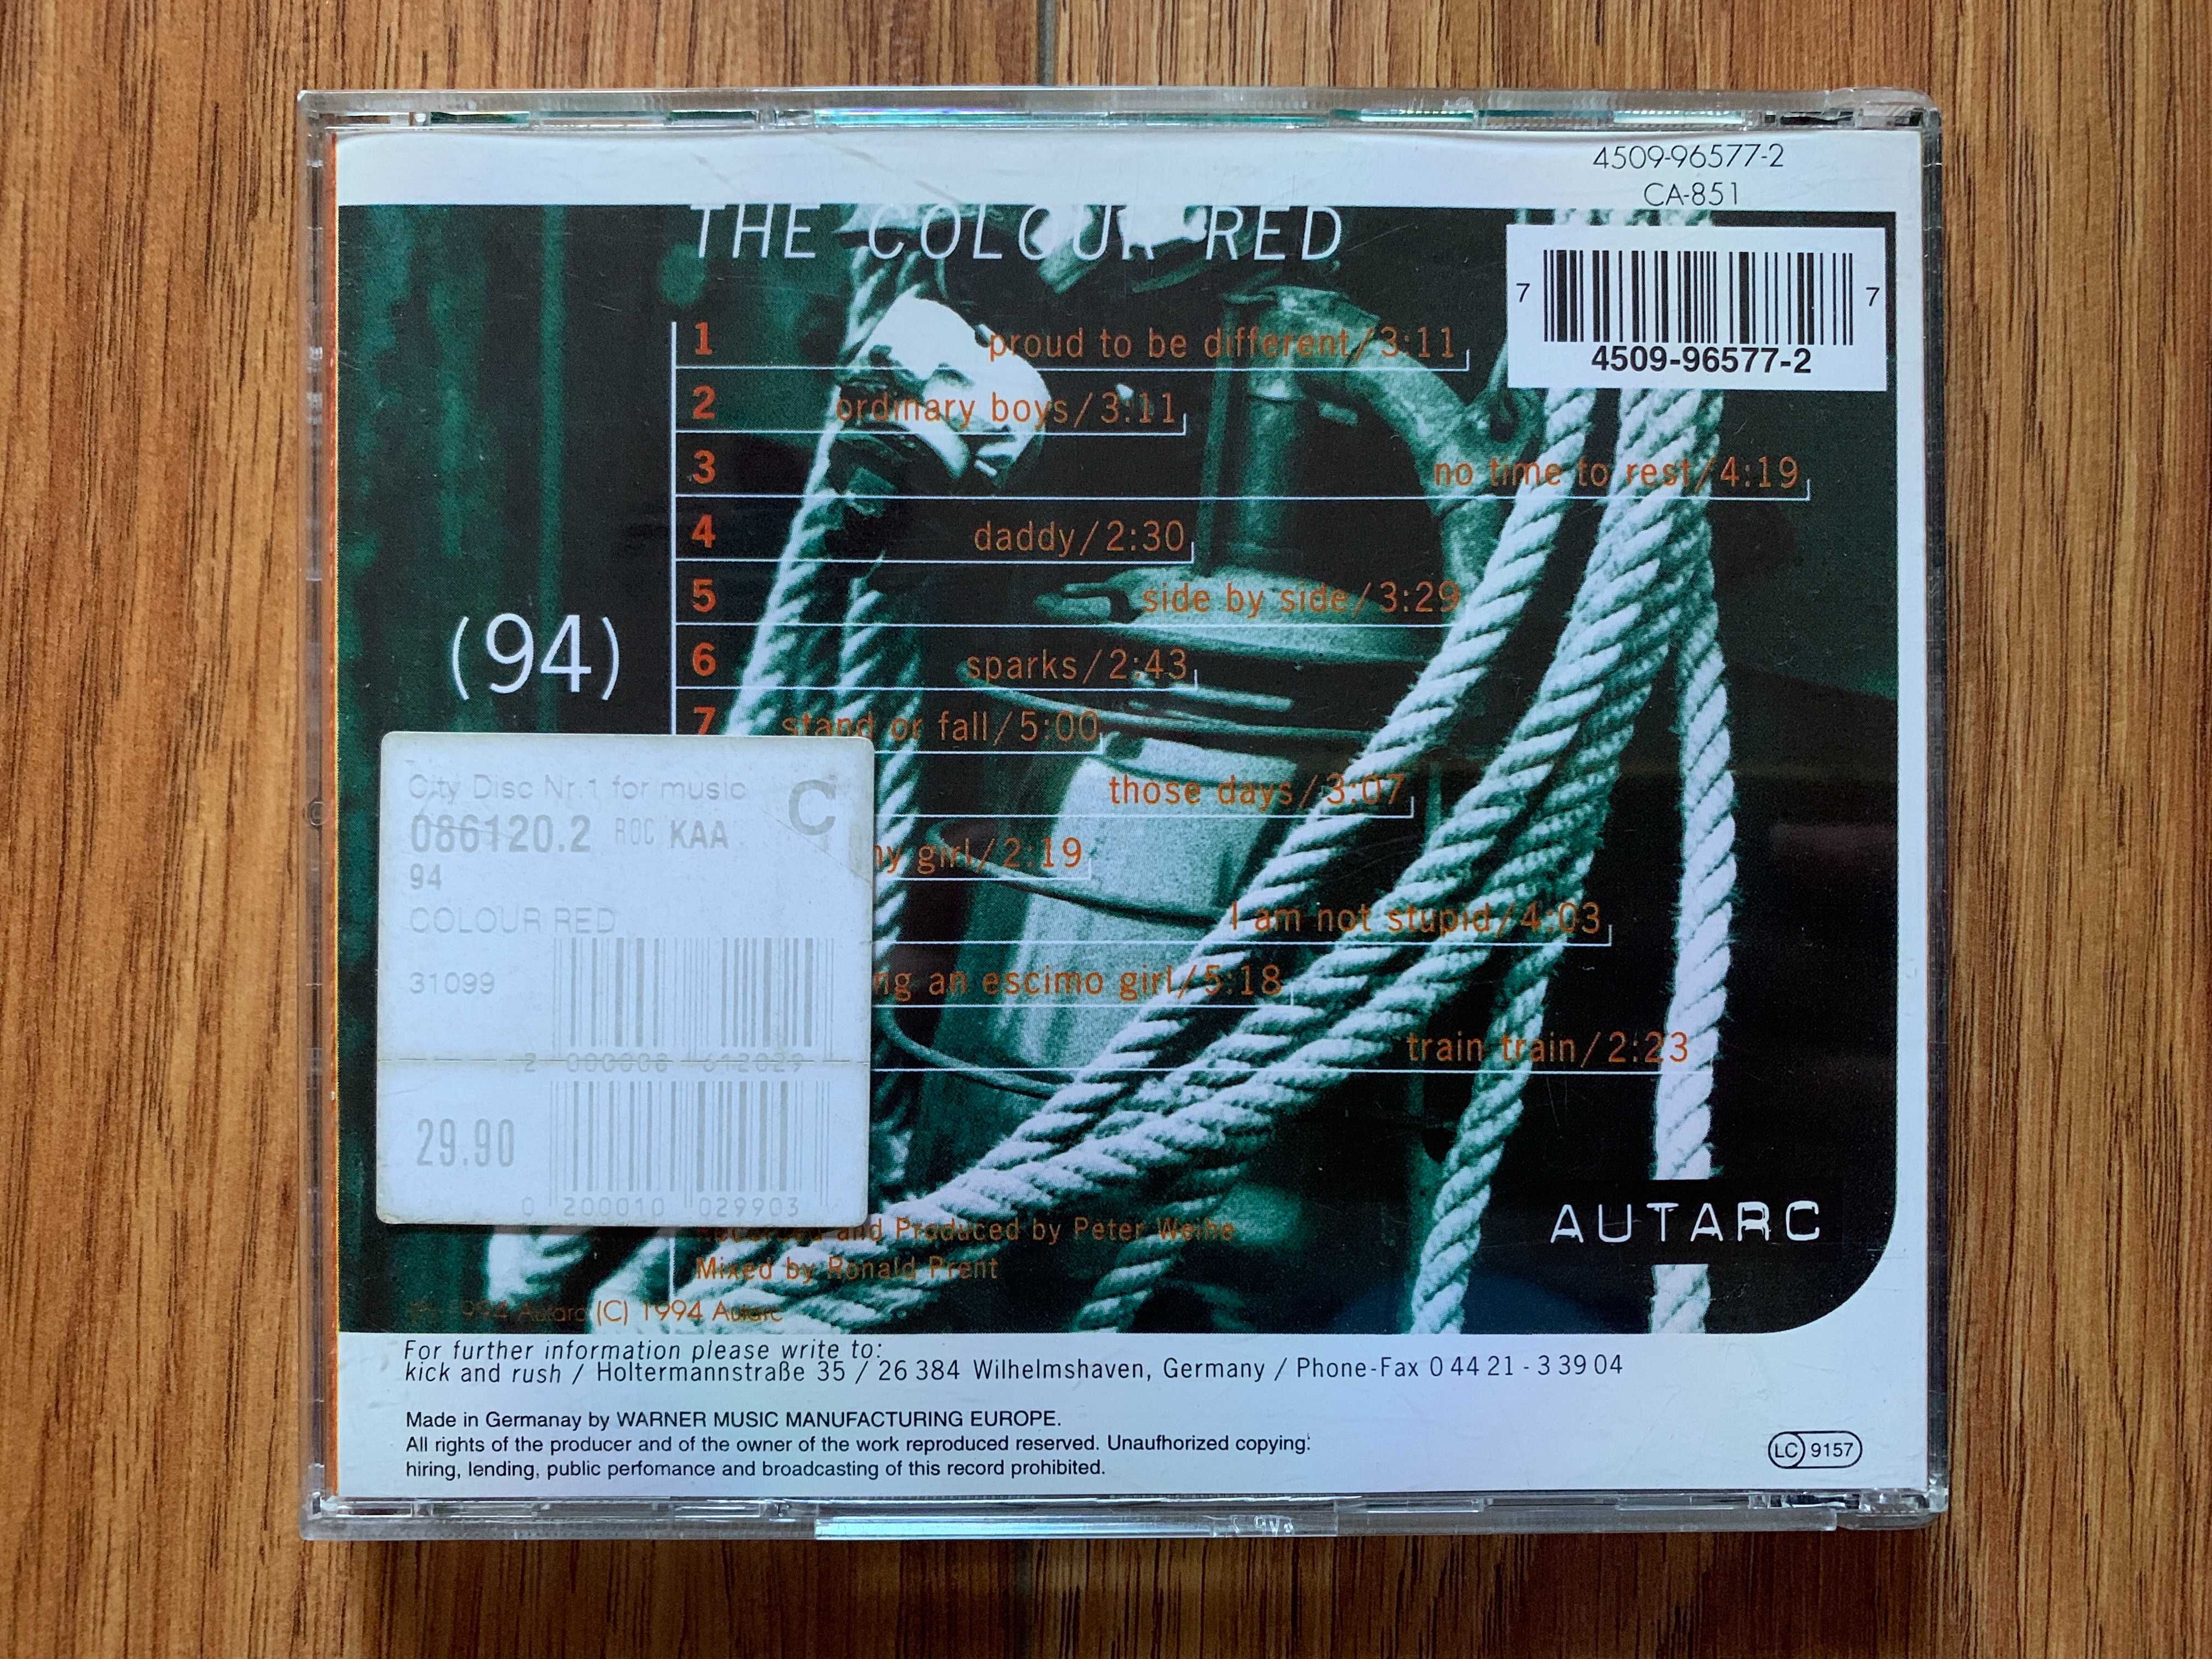 4509-96577-2
CA-851
THE COLOUR RED
7 7
4509-96577-2
1 proud to be different/3:11
2 ordinary boys/3:11
3 no time to rest/4:19
4 daddy/2:30
5 side by side/3:29
6 sparks/2:43
7 stand or fall/5:00
those days/3:07
girl/2:19
I am not stupid/4:03
an escimo girl/5:18
train train/2:23
(94)
City Disc Nr.1 for music C
086120.2 ROC KAA
94
COLOUR RED
31099
2 000008 612029
29.90
0 200010 029903
AUTARC
Recorded and Produced by Peter Weihe
Mixed by Ronald Prent
1994 Autarc (C) 1994 Autarc
For further information please write to:
kick and rush / Holtermannstraße 35 / 26 384 Wilhelmshaven, Germany / Phone-Fax 0 44 21 - 3 39 04
Made in Germanay by WARNER MUSIC MANUFACTURING EUROPE.
All rights of the producer and of the owner of the work reproduced reserved. Unaufhorized copying:
hiring, lending, public perfomance and broadcasting of this record prohibited.
LC 9157